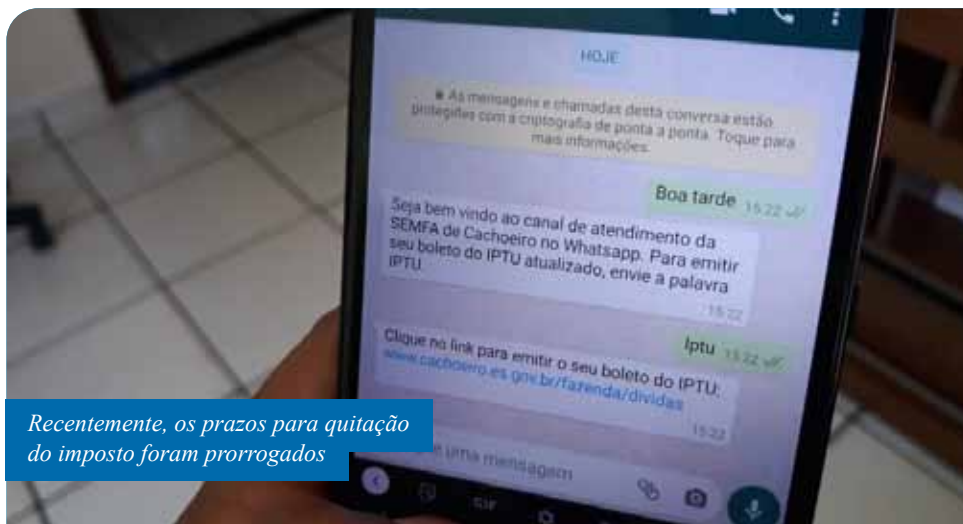 HOJE
As mensagens e chamadas desta conversa estão
protegidas com a criptografia de ponta a ponta. Toque para
mais informações.
Boa tarde 15:22
Seja bem vindo ao canal de atendimento da
SEMFA de Cachoeiro no Whatsapp. Para emitir
seu boleto do IPTU atualizado, envie a palavra
IPTU
15:22
Iptu 15:22
Clique no link para emitir o seu boleto do IPTU:
www.cachoeiro.es.gov.br/fazenda/dividas
15:22
uma mensagem
GIF
Recentemente, os prazos para quitação
do imposto foram prorrogados